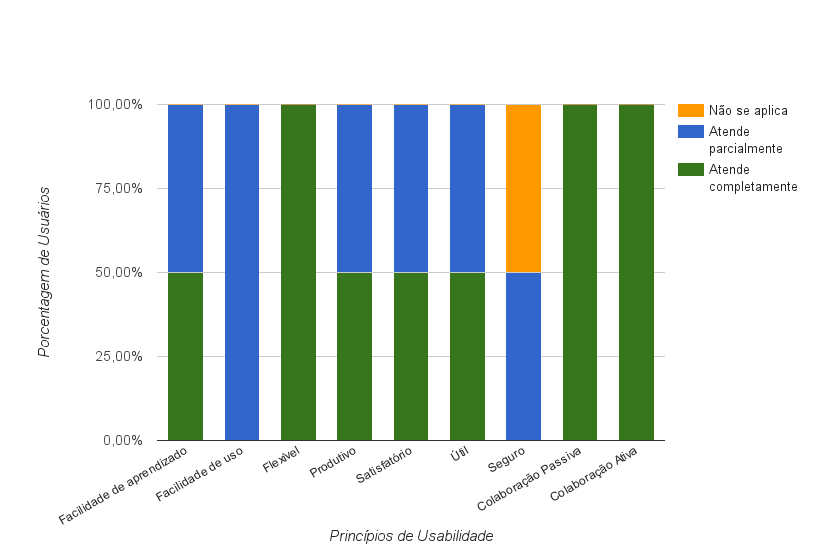 100,00%
75,00%
50,00%
25,00%
0,00%
Porcentagem de Usuários
Não se aplica
Atende
parcialmente
Atende
completamente
Facilidade de aprendizado
Facilidade de uso
Flexível
Produtivo
Satisfatório
Útil
Seguro
Colaboração Passiva
Colaboração Ativa
Princípios de Usabilidade